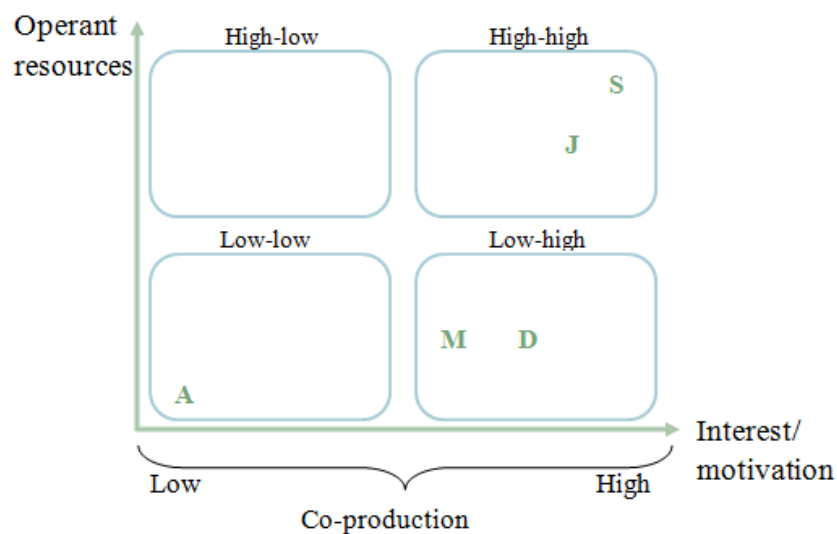 Operant
resources
High-low
High-high
S
J
Low-low
Low-high
M D
A
Interest/
motivation
Low
High
Co-production